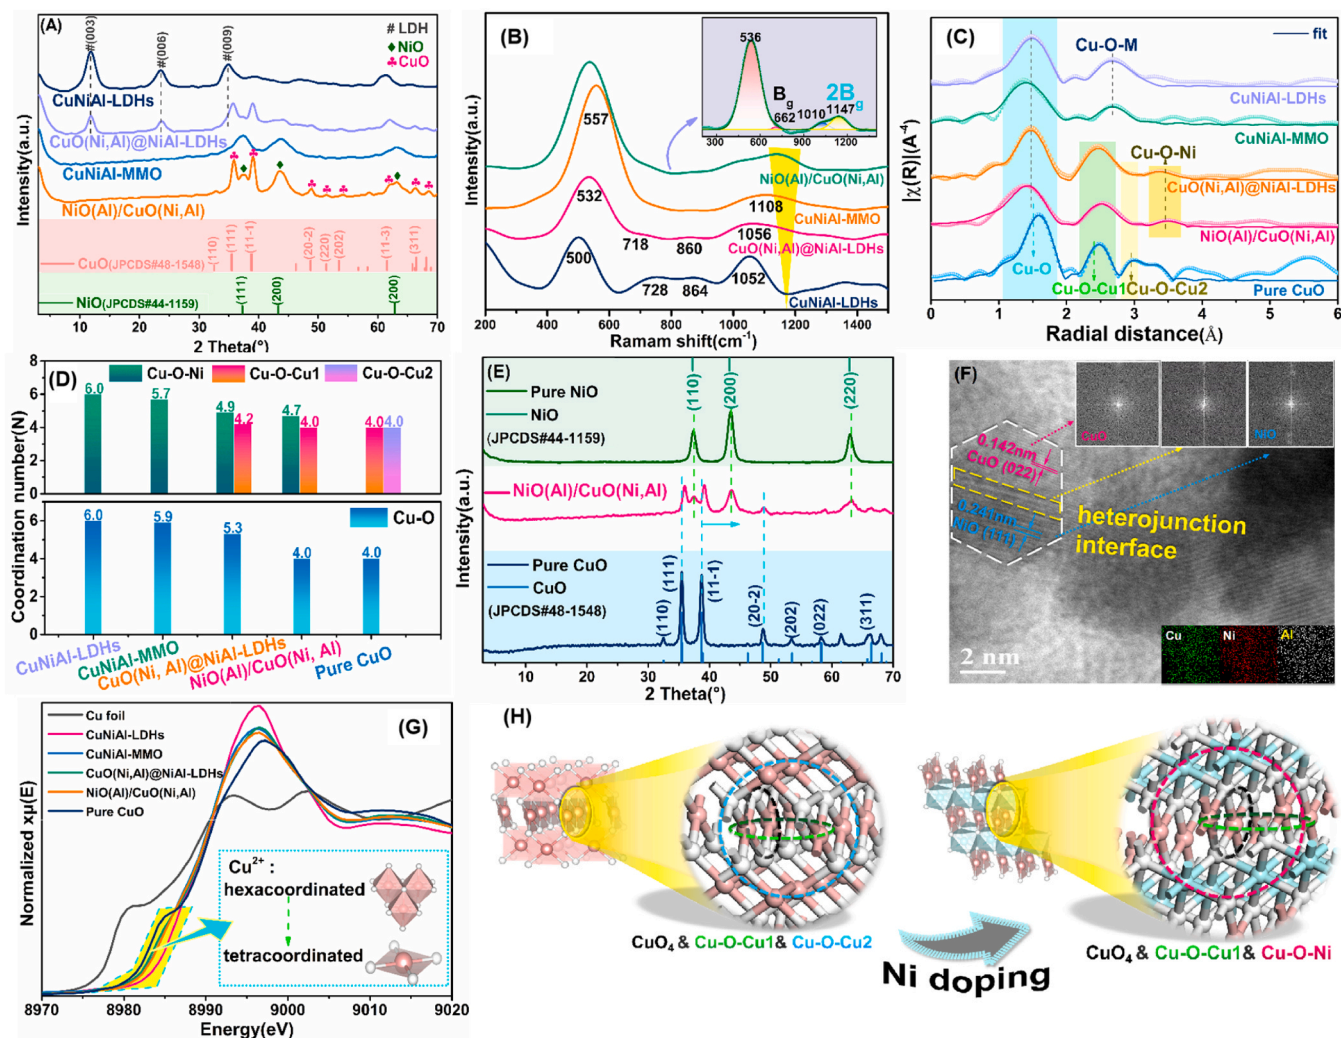 (A)
# LDH
♦ NiO
♣ CuO
#(003)
#(006)
#(009)
CuNiAl-LDHs
CuO(Ni,Al)@NiAl-LDHs
CuNiAl-MMO
NiO(Al)/CuO(Ni,Al)
(110)
(111)
(11-1)
(20-2)
(220)
(202)
(11-3)
(311)
CuO(JPCDS#48-1548)
(111)
(200)
(200)
NiO(JPCDS#44-1159)
Intensity(a.u.)
10 20 30 40 50 60 70
2 Theta(°)
(B)
536
B
g
662
1010
2B
g
1147
300 600 900 1200
557
NiO(Al)/CuO(Ni,Al)
532
1108
CuNiAl-MMO
718
860
1056
CuO(Ni,Al)@NiAl-LDHs
500
728
864
1052
CuNiAl-LDHs
Intensity(a.u.)
200 400 600 800 1000 1200 1400
Ramam shift(cm-1)
(C)
fit
Cu-O-M
CuNiAl-LDHs
CuNiAl-MMO
Cu-O-Ni
CuO(Ni,Al)@NiAl-LDHs
NiO(Al)/CuO(Ni,Al)
Cu-O
Cu-O-Cu1
Cu-O-Cu2
Pure CuO
|χ(R)|(A-4)
0 1 2 3 4 5 6
Radial distance(Å)
(D)
Cu-O-Ni
Cu-O-Cu1
Cu-O-Cu2
8
6
4
2
0
6.0
5.7
4.9
4.2
4.7
4.0
4.0
4.0
Cu-O
6
4
2
0
6.0
5.9
5.3
4.0
4.0
Coordination number(N)
CuNiAl-LDHs
CuNiAl-MMO
CuO(Ni, Al)@NiAl-LDHs
NiO(Al)/CuO(Ni, Al)
Pure CuO
(E)
Pure NiO
NiO
(JPCDS#44-1159)
(110)
(200)
(220)
NiO(Al)/CuO(Ni,Al)
Pure CuO
CuO
(JPCDS#48-1548)
(110)
(111)
(11-1)
(20-2)
(202)
(022)
(311)
Intensity(a.u.)
10 20 30 40 50 60 70
2 Theta(°)
(F)
CuO
NiO
0.142nm
CuO (022)
0.241nm
NiO (111)
heterojunction
interface
Cu
Ni
Al
2 nm
(G)
Cu foil
CuNiAl-LDHs
CuNiAl-MMO
CuO(Ni,Al)@NiAl-LDHs
NiO(Al)/CuO(Ni,Al)
Pure CuO
Cu2+ :
hexacoordinated
tetracoordinated
Normalized xμ(E)
8970 8980 8990 9000 9010 9020
Energy(eV)
(H)
CuO4 & Cu-O-Cu1& Cu-O-Cu2
Ni doping
CuO4 & Cu-O-Cu1& Cu-O-Ni